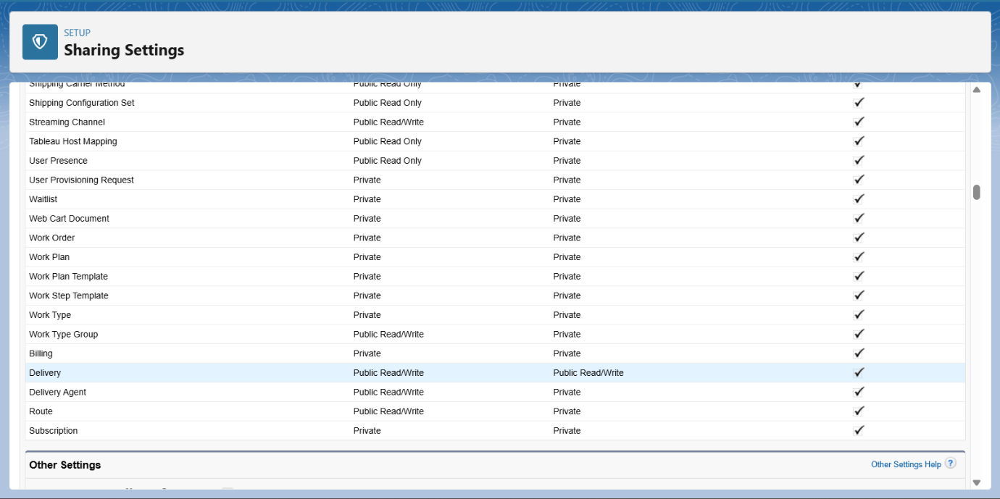 SETUP
Sharing Settings
Shipping Carrier Method Public Read Only Private
Shipping Configuration Set Public Read Only Private
Streaming Channel Public Read/Write Private
Tableau Host Mapping Public Read Only Private
User Presence Public Read Only Private
User Provisioning Request Private Private
Waitlist Private Private
Web Cart Document Private Private
Work Order Private Private
Work Plan Private Private
Work Plan Template Private Private
Work Step Template Private Private
Work Type Private Private
Work Type Group Public Read/Write Private
Billing Private Private
Delivery Public Read/Write Public Read/Write
Delivery Agent Public Read/Write Private
Route Public Read/Write Private
Subscription Private Private
Other Settings Other Settings Help ?